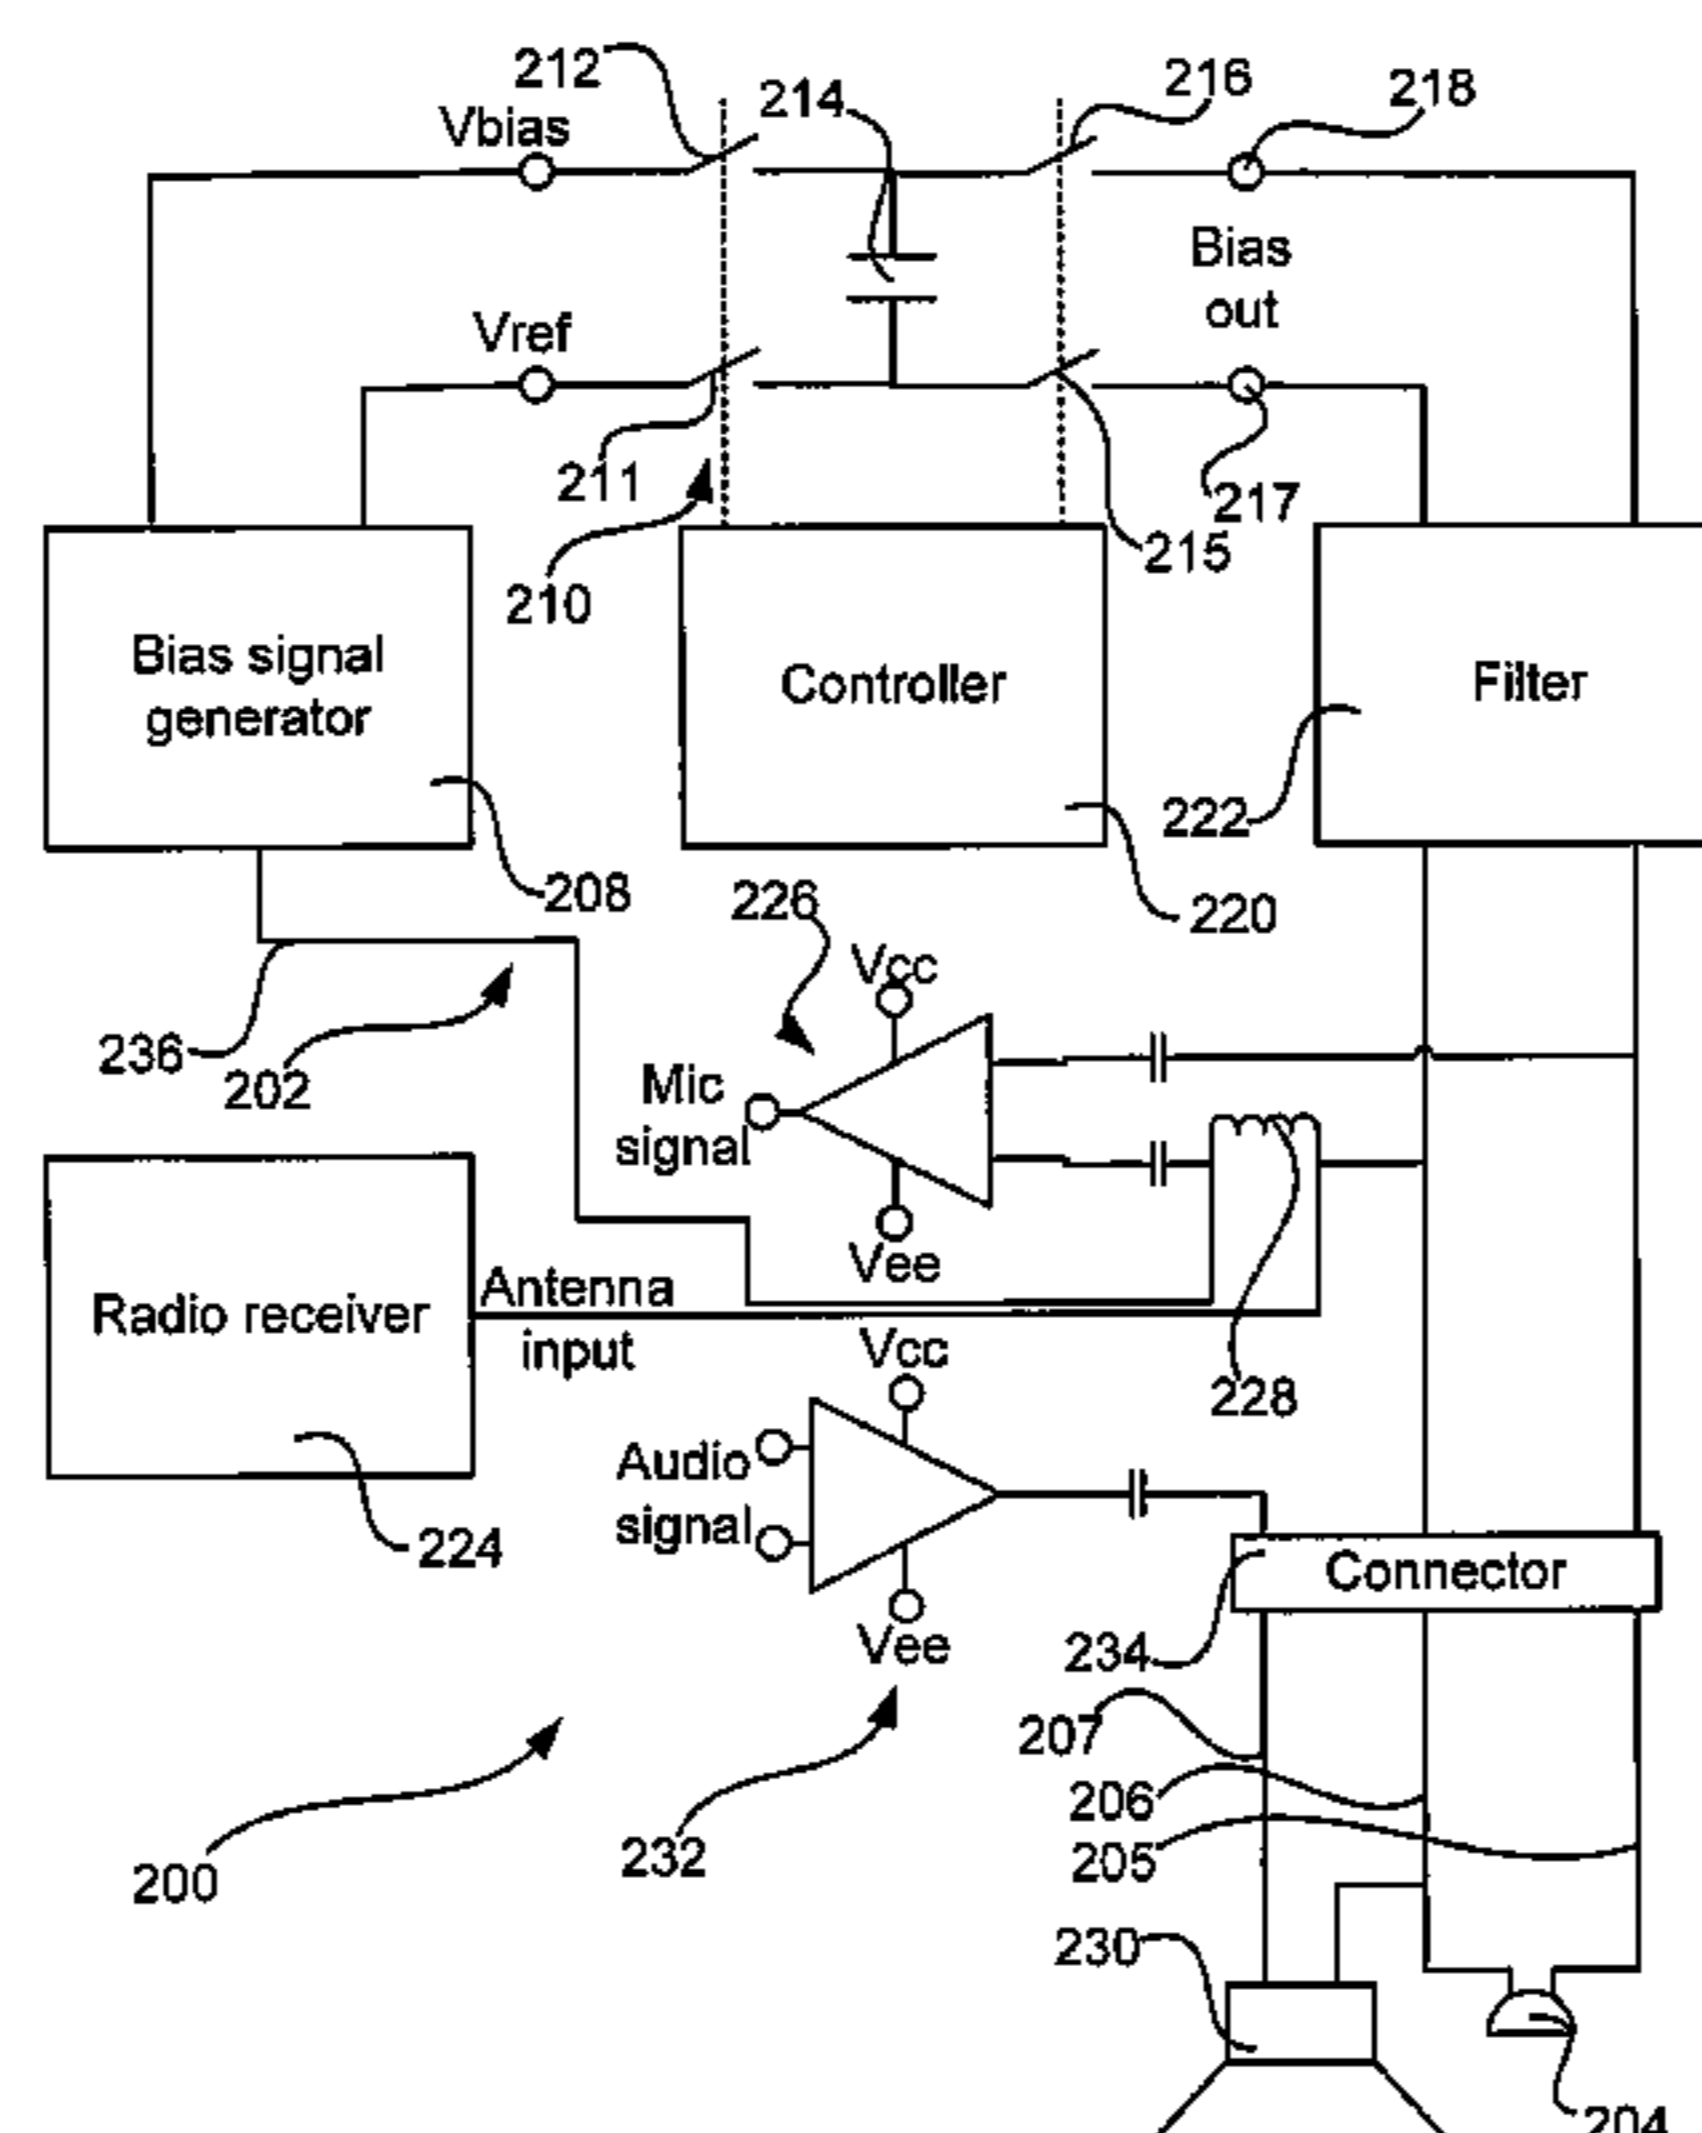 212
214
216
218
Vbias
Bias
out
Vref
211
217
215
210
Bias signal
generator
Controller
Filter
222
208
220
226
Vcc
236
202
Mic
signal
Vee
Antenna
input
Radio receiver
228
Vcc
Audio
signal
224
Connector
Vee
234
207
206
205
232
200
230
204